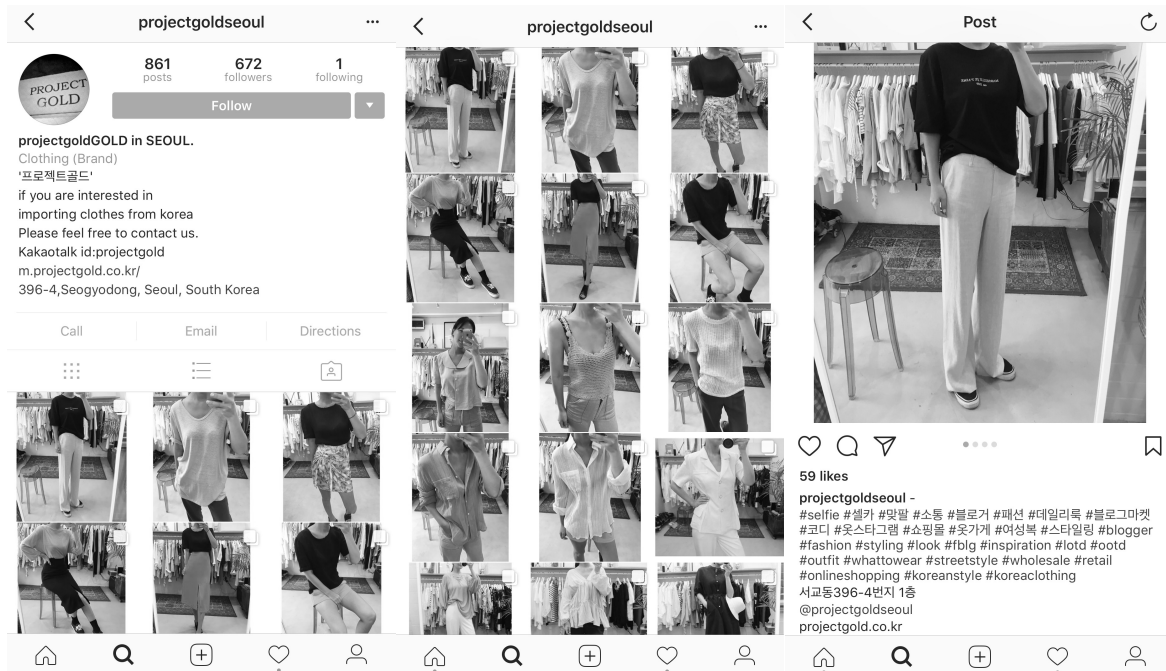 projectgoldseoul
PROJECT
GOLD
861
posts
672
followers
1
following
Follow
projectgoldGOLD in SEOUL.
Clothing (Brand)
'프로젝트골드'
if you are interested in
importing clothes from korea
Please feel free to contact us.
Kakaotalk id:projectgold
m.projectgold.co.kr/
396-4,Seogyodong, Seoul, South Korea
Call
Email
Directions
projectgoldseoul
Post
59 likes
projectgoldseoul -
#selfie #셀카 #맞팔 #소통 #블로거 #패션 #데일리룩 #블로그마켓
#코디 #옷스타그램 #쇼핑몰 #옷가게 #여성복 #스타일링 #blogger
#fashion #styling #look #fblg #inspiration #lotd #ootd
#outfit #whattowear #streetstyle #wholesale #retail
#onlineshopping #koreanstyle #koreaclothing
서교동396-4번지 1층
@projectgoldseoul
projectgold.co.kr